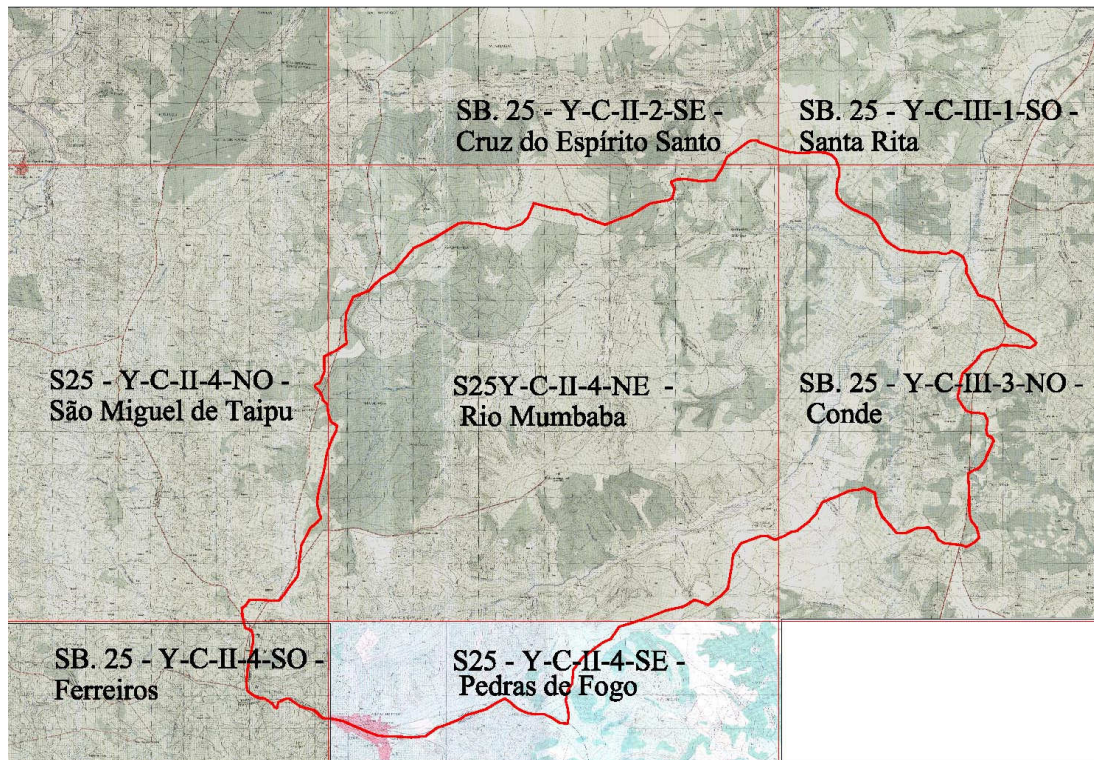 SB. 25 - Y-C-II-2-SE -
Cruz do Espírito Santo
SB. 25 - Y-C-III-1-SO -
Santa Rita
S25 - Y-C-II-4-NO -
São Miguel de Taipu
S25Y-C-II-4-NE -
Rio Mumbaba
SB. 25 - Y-C-III-3-NO -
Conde
SB. 25 - Y-C-II-4-SO -
Ferreiros
S25 - Y-C-II-4-SE -
Pedras de Fogo